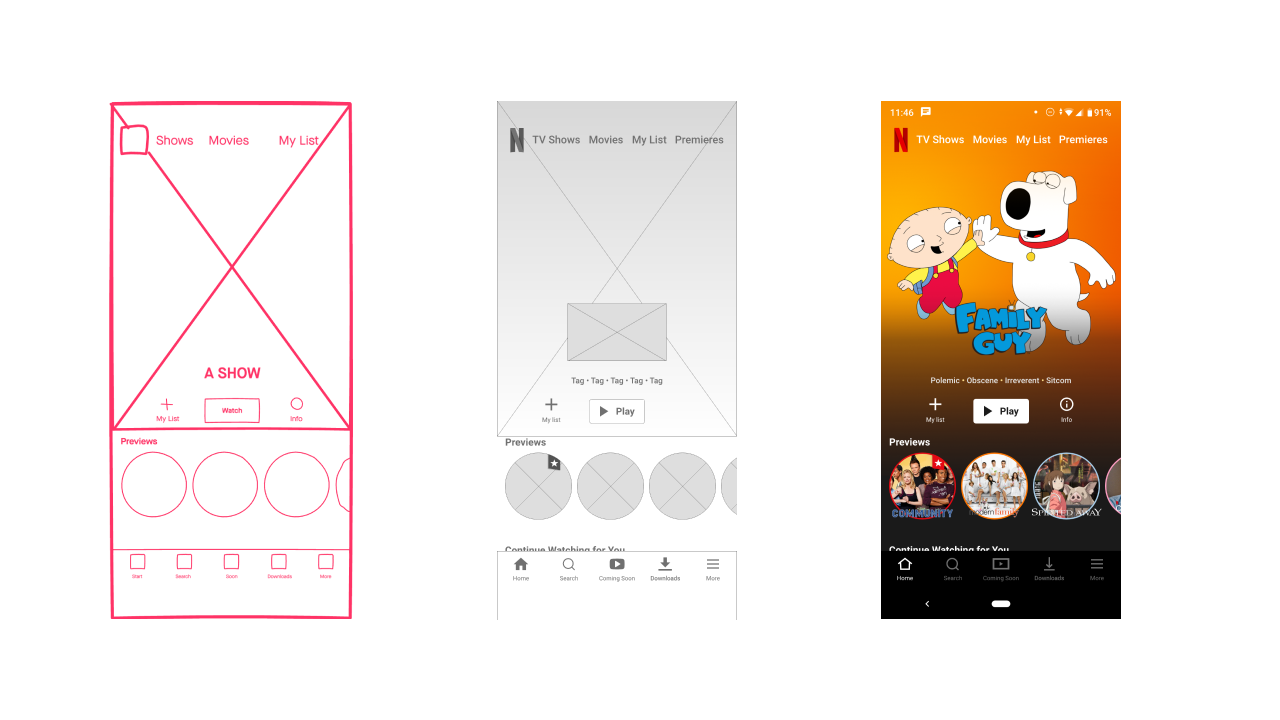 Shows Movies My List
A SHOW
My List
Watch
Info
Previews
Start Search Soon Downloads More
N TV Shows Movies My List Premieres
Tag • Tag • Tag • Tag • Tag
My list
Play
Previews
Continue Watching for You
Home Search Coming Soon Downloads More
11:46 91%
N TV Shows Movies My List Premieres
FAMILY
GUY
Polemic • Obscene • Irreverent • Sitcom
My list
Play
Info
Previews
COMMUNITY modern family SPIRITED AWAY
Continue Watching for You
Home Search Coming Soon Downloads More